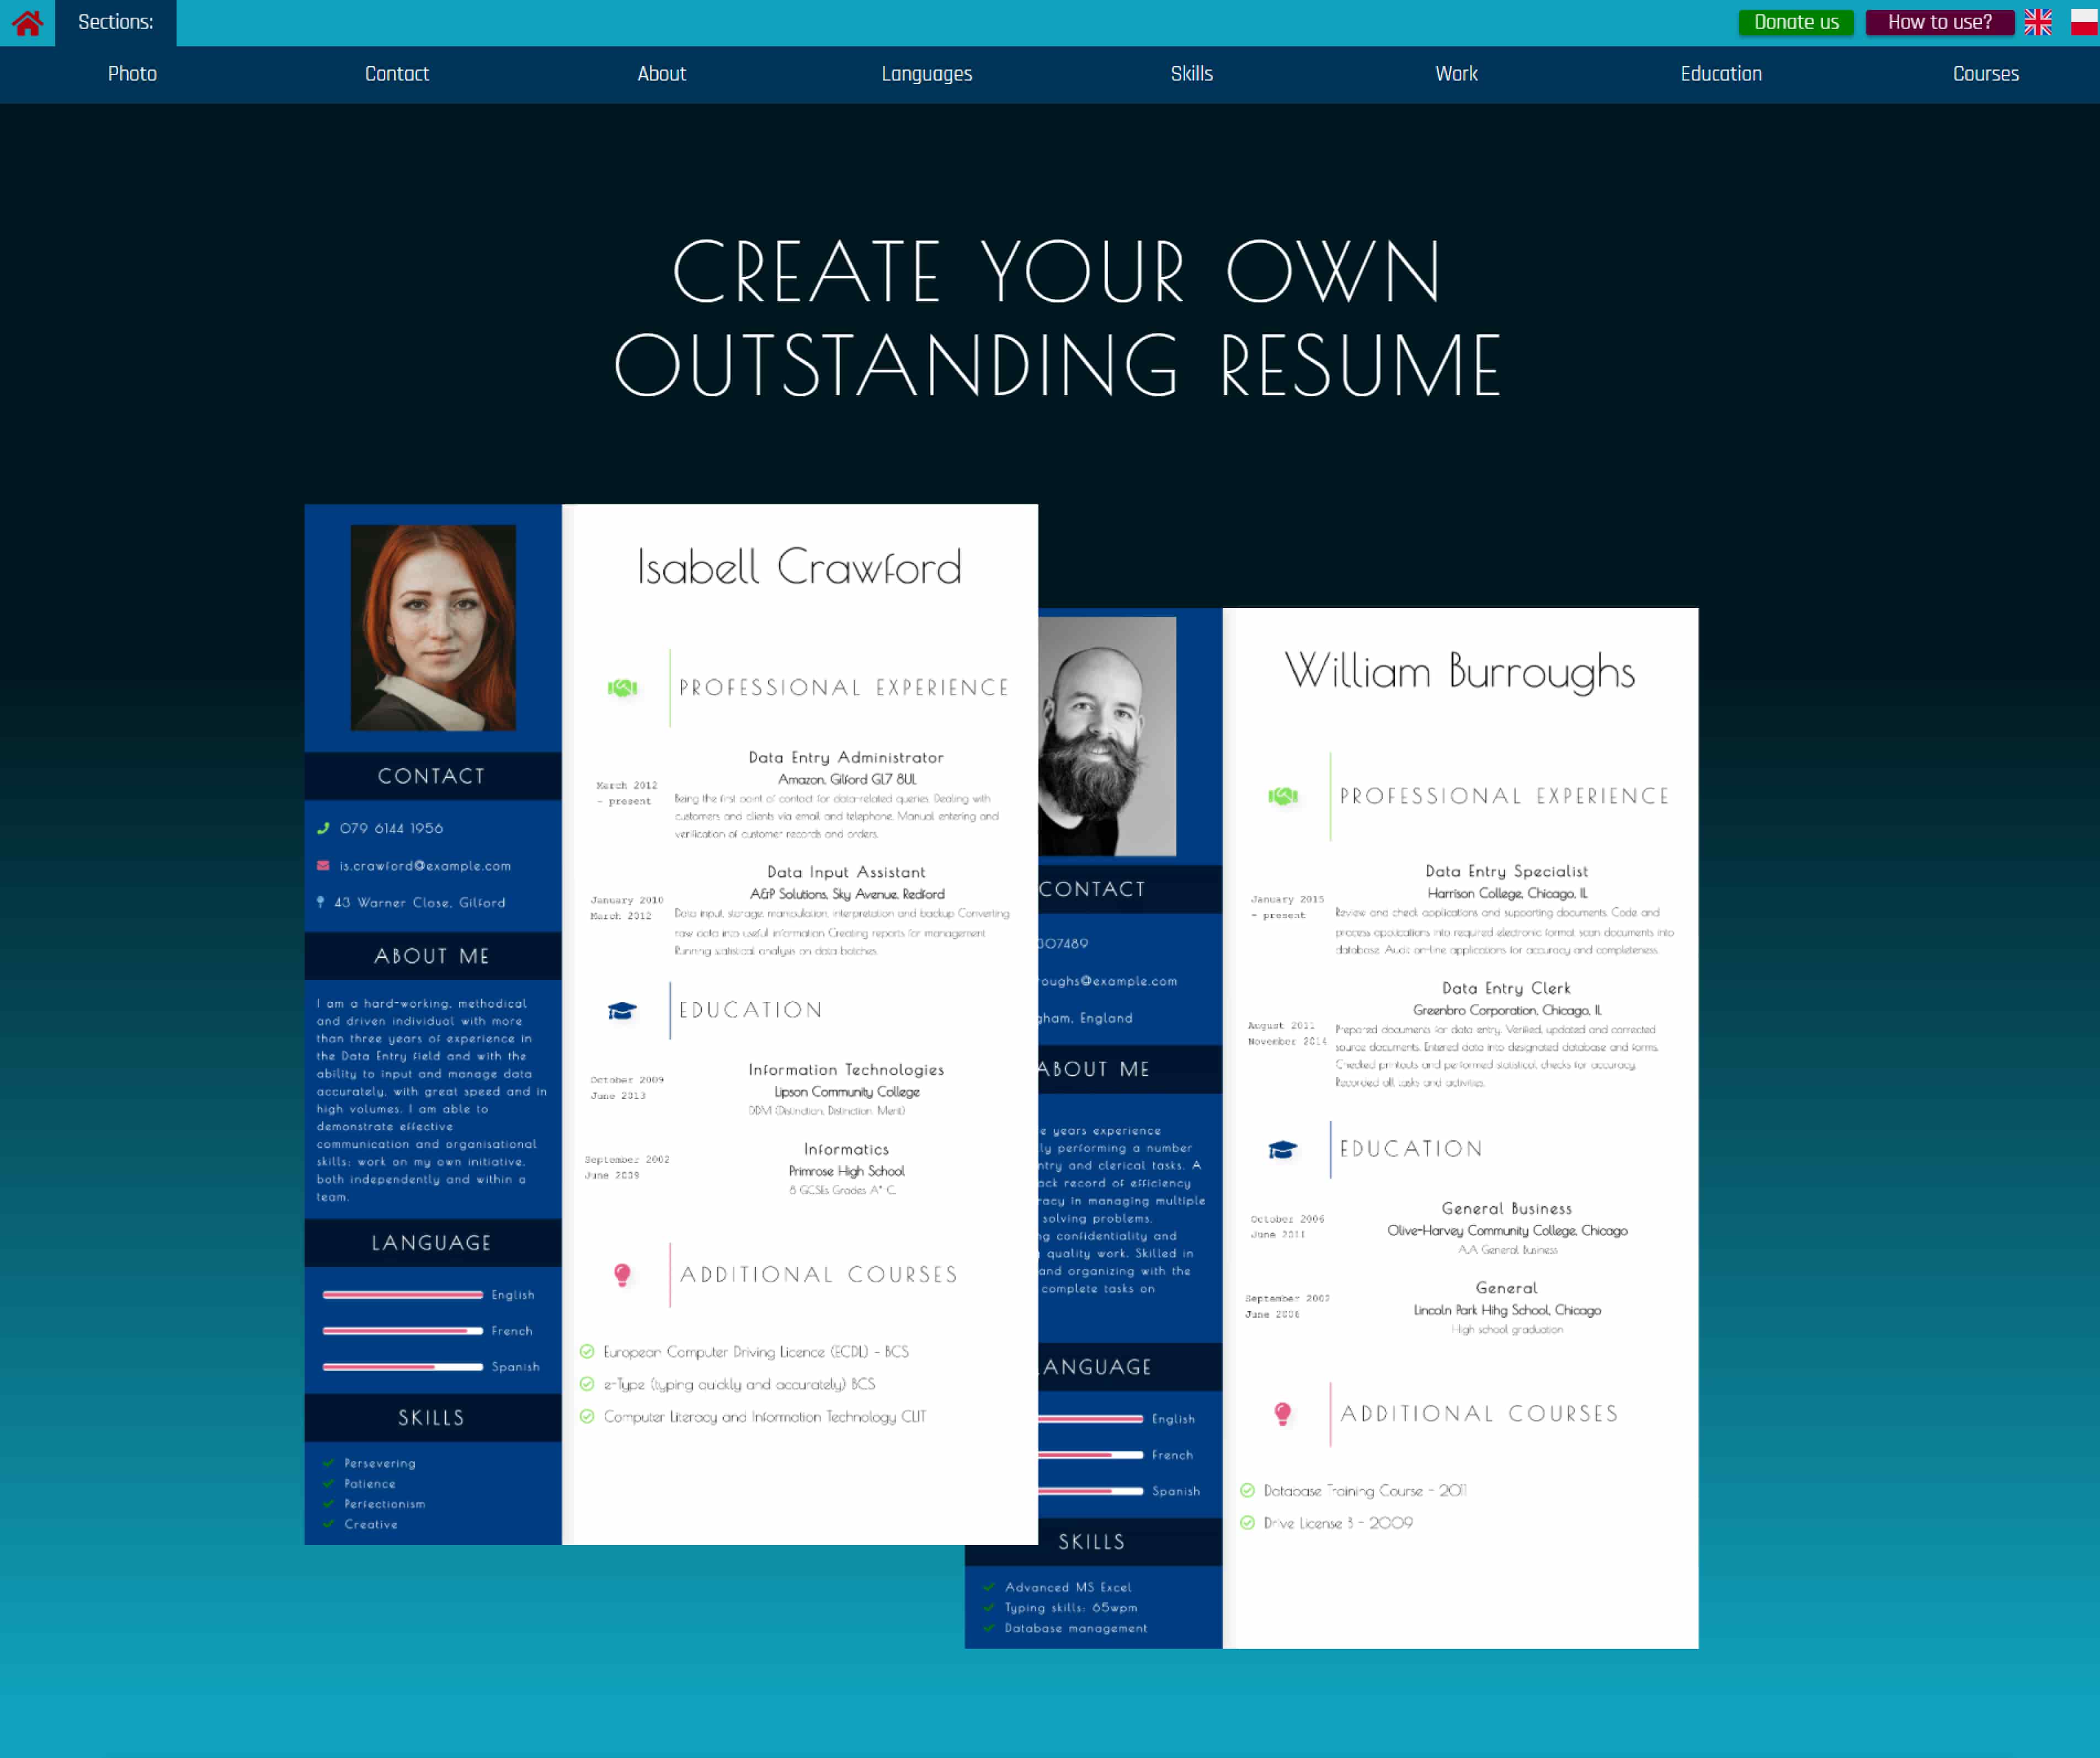 Sections:
Donate us
How to use?
Photo
Contact
About
Languages
Skills
Work
Education
Courses
CREATE YOUR OWN
OUTSTANDING RESUME
Isabell Crawford
CONTACT
079 6144 1956
is.crawford@example.com
43 Warner Close, Gilford
ABOUT ME
I am a hard-working, methodical
and driven individual with more
than three years of experience in
the Data Entry field and with the
ability to input and manage data
accurately, with great speed and in
high volumes. I am able to
demonstrate effective
communication and organisational
skills; work on my own initiative,
both independently and within a
team.
LANGUAGE
English
French
Spanish
SKILLS
Persevering
Patience
Perfectionism
Creative
PROFESSIONAL EXPERIENCE
March 2012
- present
Data Entry Administrator
Amazon, Gilford GL7 8UL
Being the first point of contact for data-related queries. Dealing with
customers and clients via email and telephone. Manual entering and
verification of customer records and orders.
January 2010
March 2012
Data Input Assistant
A&P Solutions, Sky Avenue, Redford
Data input, storage, manipulation, interpretation and backup Converting
raw data into useful information Creating reports for management
Running statistical analysis on data batches
EDUCATION
October 2009
June 2013
Information Technologies
Lipson Community College
DDM (Distinction, Distinction, Merit)
September 2002
June 2009
Informatics
Primrose High School
8 GCSEs Grades A* C
ADDITIONAL COURSES
European Computer Driving Licence (ECDL) - BCS
e-Type (typing quickly and accurately) BCS
Computer Literacy and Information Technology CLIT
William Burroughs
CONTACT
307489
roughs@example.com
gham, England
ABOUT ME
e years experience
ly performing a number
ntry and clerical tasks. A
ack record of efficiency
racy in managing multiple
solving problems.
ng confidentiality and
quality work. Skilled in
and organizing with the
complete tasks on
ANGUAGE
English
French
Spanish
SKILLS
Advanced MS Excel
Typing skills: 65wpm
Database management
PROFESSIONAL EXPERIENCE
January 2015
- present
Data Entry Specialist
Harrison College, Chicago, IL
Review and check applications and supporting documents. Code and
process applications into required electronic format, scan documents into
database. Audit on-line applications for accuracy and completeness.
August 2011
November 2014
Data Entry Clerk
Greenbro Corporation, Chicago, IL
Prepared documents for data entry. Verified, updated and corrected
source documents. Entered data into designated database and forms.
Checked printouts and performed statistical checks for accuracy.
Recorded all tasks and activities.
EDUCATION
October 2006
June 2011
General Business
Olive-Harvey Community College, Chicago
A.A General Business
September 2002
June 2006
General
Lincoln Park Hihg School, Chicago
High school graduation
ADDITIONAL COURSES
Database Training Course - 2011
Drive License - 2009